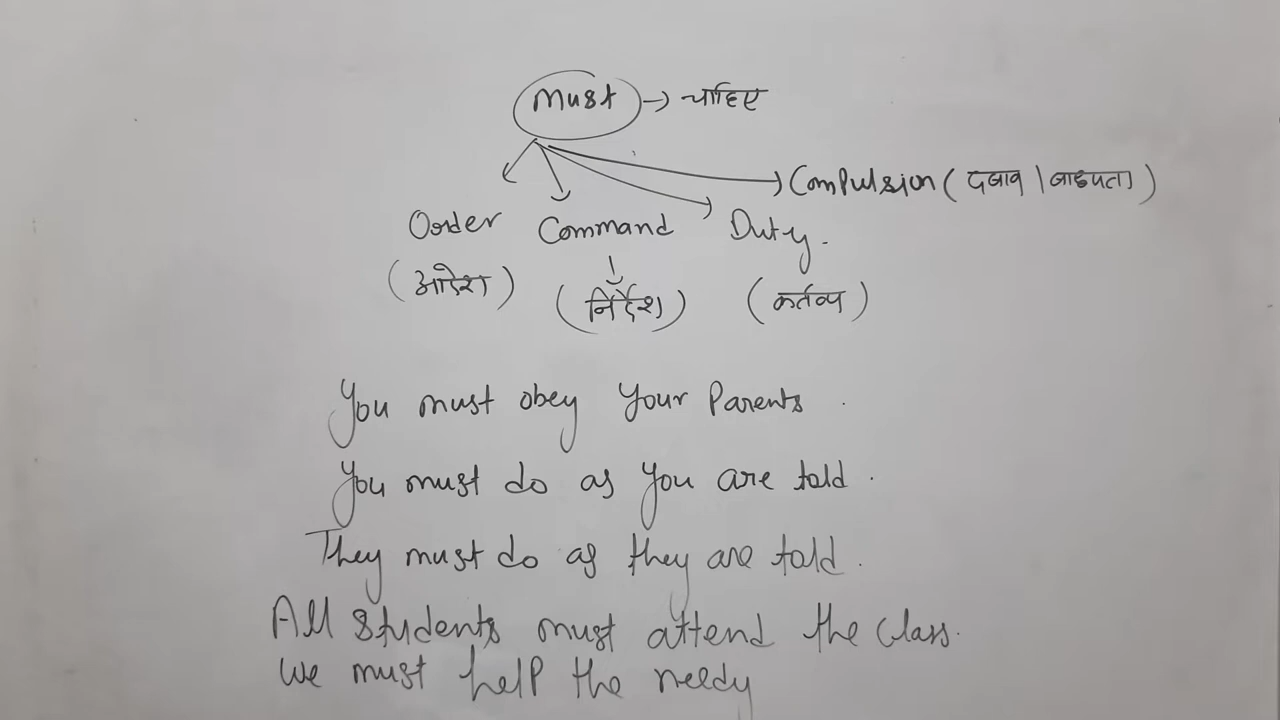 Must → चाहिए
Compulsion ( दबाव | बाध्यता )
Order Command Duty.
( आदेश ) ( निर्देश ) ( कर्तव्य )
You must obey Your Parents.
You must do as you are told.
They must do as they are told.
All students must attend the class.
We must help the needy